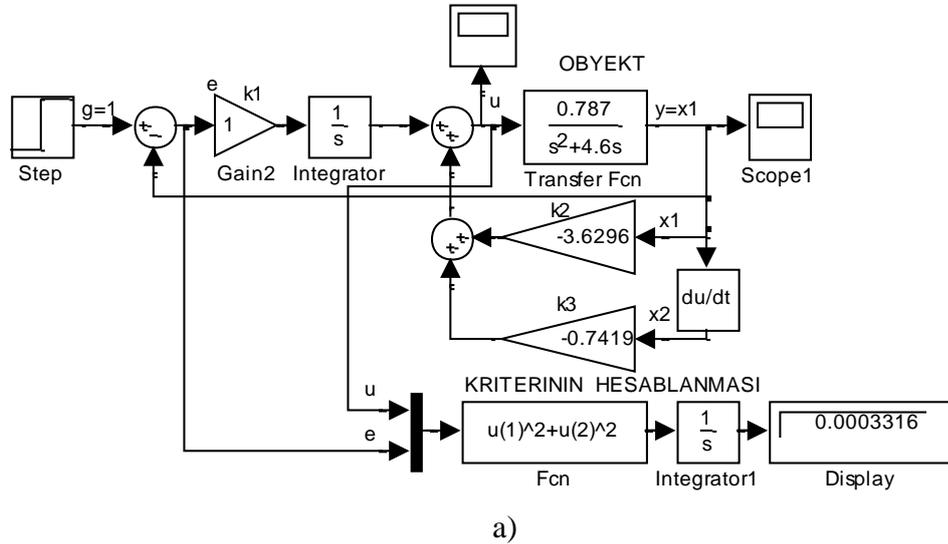 OBYEKT
e
k1
u
g=1
1
1
s
0.787
s²+4.6s
y=x1
Step
Gain2
Integrator
Transfer Fcn
Scope1
k2
-3.6296
x1
du/dt
k3
-0.7419
x2
KRITERININ HESABLANMASI
u
e
u(1)^2+u(2)^2
1
s
0.0003316
Fcn
Integrator1
Display
a)